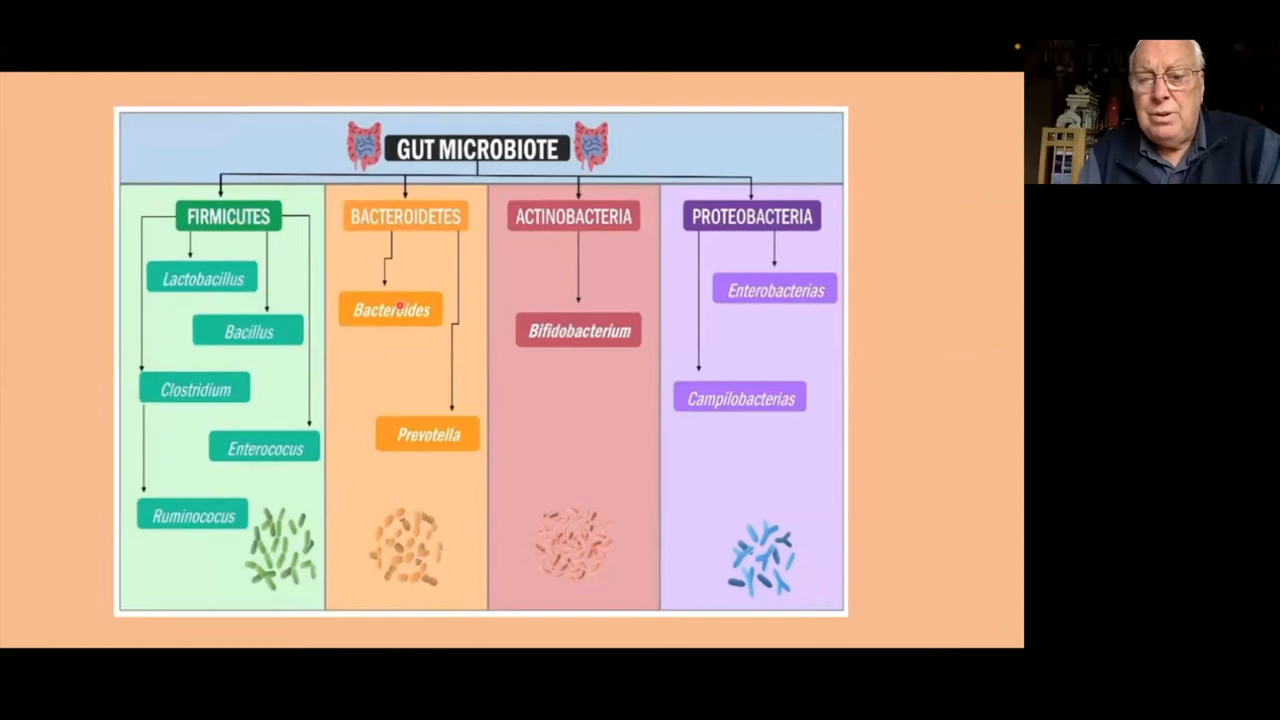 GUT MICROBIOTE
FIRMICUTES
Lactobacillus
Bacillus
Clostridium
Enterococus
Ruminococus
BACTEROIDETES
Bacteroides
Prevotella
ACTINOBACTERIA
Bifidobacterium
PROTEOBACTERIA
Enterobacterias
Campilobacterias